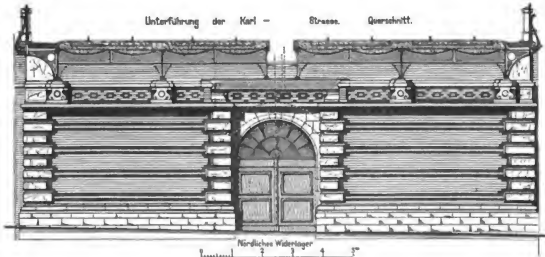 Unterführung der Karl - Strasse. Querschnitt.
Nördliches Widerlager
0 1 2 3 4 5m